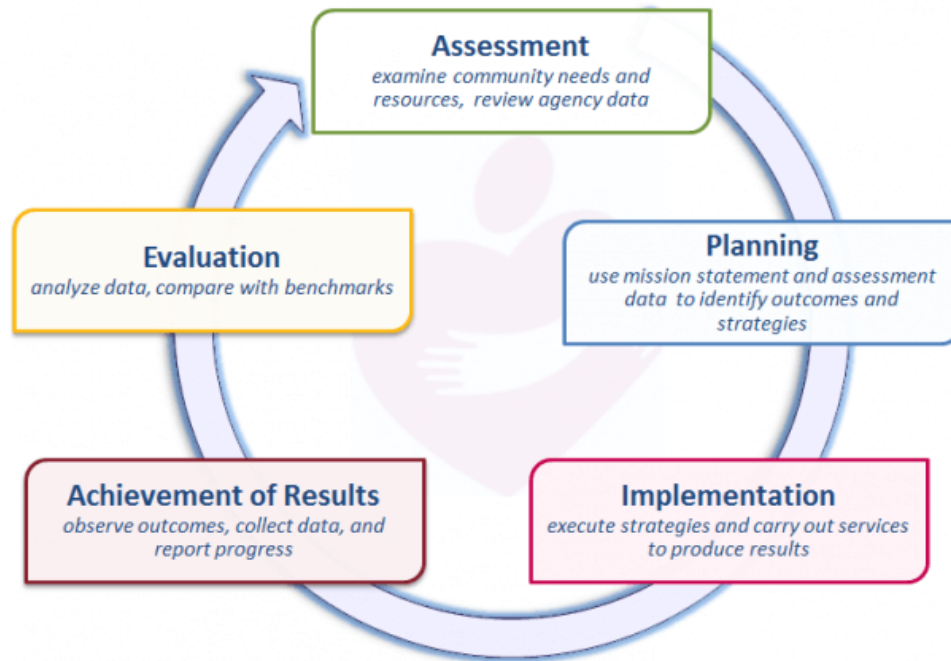 Assessment
examine community needs and
resources, review agency data
Planning
use mission statement and assessment
data to identify outcomes and
strategies
Implementation
execute strategies and carry out services
to produce results
Achievement of Results
observe outcomes, collect data, and
report progress
Evaluation
analyze data, compare with benchmarks